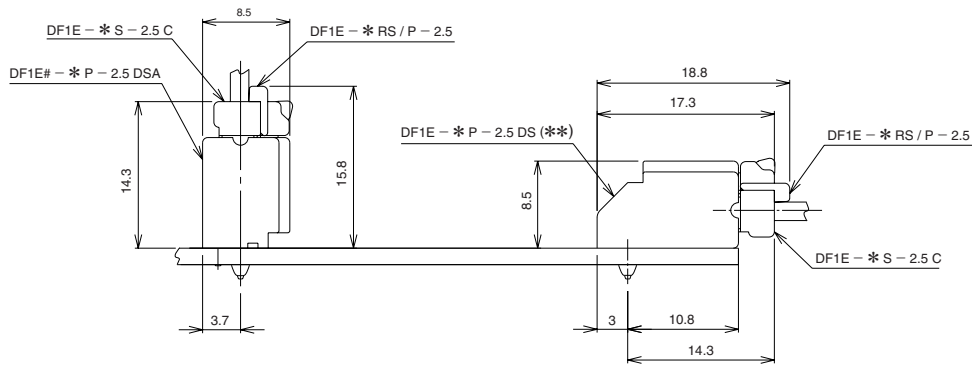 8.5
DF1E − * S − 2.5 C
DF1E − * RS / P − 2.5
DF1E# − * P − 2.5 DSA
14.3
15.8
3.7
18.8
17.3
DF1E − * P − 2.5 DS (**)
DF1E − * RS / P − 2.5
8.5
DF1E − * S − 2.5 C
3
10.8
14.3